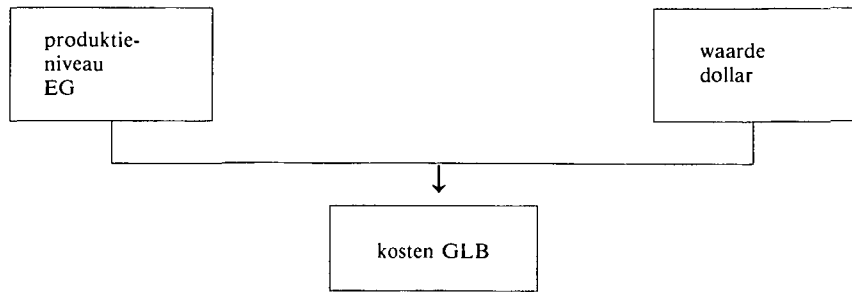 produktie-
niveau
EG
waarde
dollar
kosten GLB